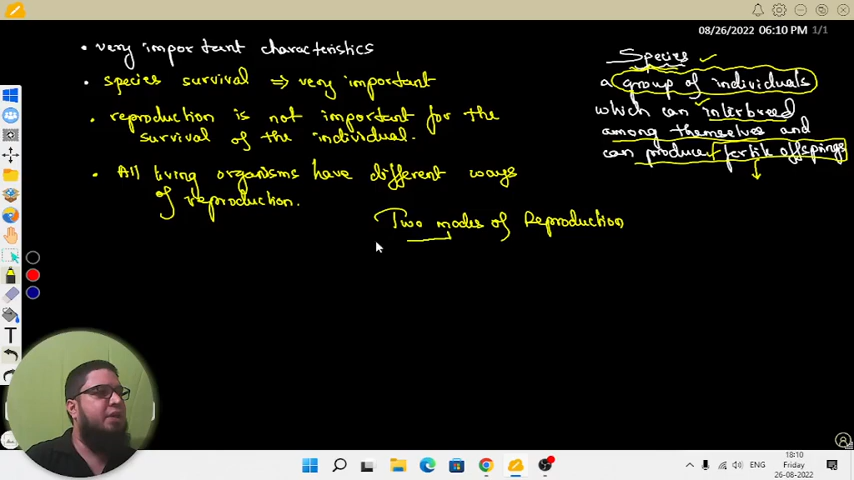 08/26/2022 06:10 PM 1/1
• very important characteristics
• species survival ⇒ very important
• reproduction is not important for the
survival of the individual.
• All living organisms have different ways
of reproduction.
Species ✓
a group of individuals
which can interbreed
among themselves and
can produce fertile offsprings
Two modes of Reproduction
T
ENG
18:10
Friday
26-08-2022